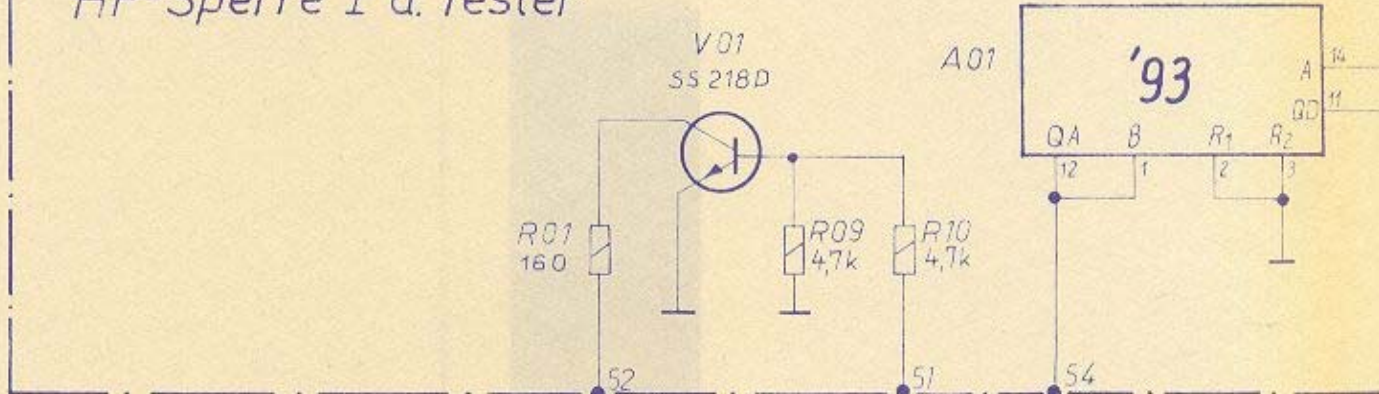 HF-Sperre 1 u. Tester
V01
SS 218D
A01
'93
A
14
QD
11
QA
B
R1
R2
12
1
2
3
R01
160
R09
4,7k
R10
4,7k
52
51
54